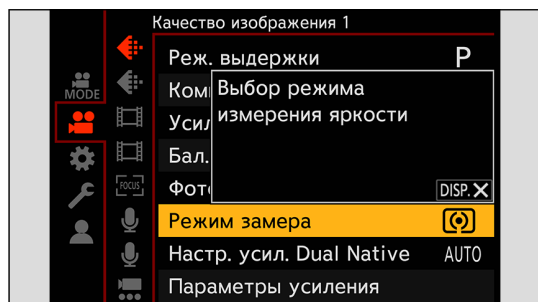 Качество изображения 1
Реж. выдержки P
Выбор режима
измерения яркости
MODE
Бал.
FOCUS
DISP.
Режим замера
Настр. усил. Dual Native AUTO
Параметры усиления